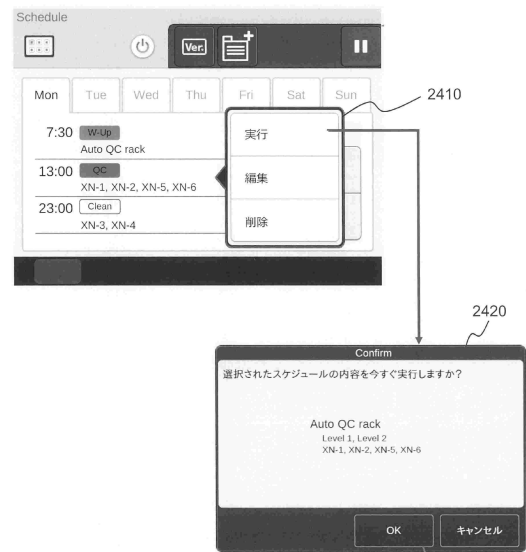 Schedule
Ver.
Mon Tue Wed Thu Fri Sat Sun
2410
7:30 W-Up
Auto QC rack
実行
13:00 QC
XN-1, XN-2, XN-5, XN-6
編集
23:00 Clean
XN-3, XN-4
削除
2420
Confirm
選択されたスケジュールの内容を今すぐ実行しますか?
Auto QC rack
Level 1, Level 2
XN-1, XN-2, XN-5, XN-6
OK キャンセル